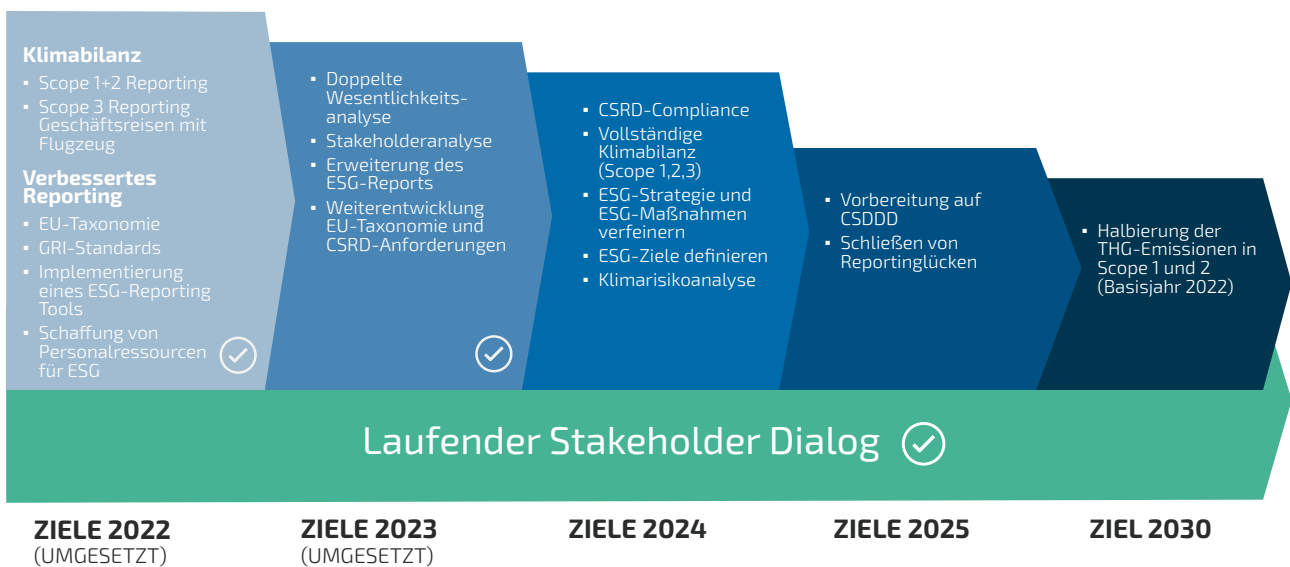 Klimabilanz
▪ Scope 1+2 Reporting
▪ Scope 3 Reporting
Geschäftsreisen mit
Flugzeug
Verbessertes
Reporting
▪ EU-Taxonomie
▪ GRI-Standards
▪ Implementierung
eines ESG-Reporting
Tools
▪ Schaffung von
Personalressourcen
für ESG
▪ Doppelte
Wesentlichkeits-
analyse
▪ Stakeholderanalyse
▪ Erweiterung des
ESG-Reports
▪ Weiterentwicklung
EU-Taxonomie und
CSRD-Anforderungen
▪ CSRD-Compliance
▪ Vollständige
Klimabilanz
(Scope 1,2,3)
▪ ESG-Strategie und
ESG-Maßnahmen
verfeinern
▪ ESG-Ziele definieren
▪ Klimarisikoanalyse
▪ Vorbereitung auf
CSDDD
▪ Schließen von
Reportinglücken
▪ Halbierung der
THG-Emissionen in
Scope 1 und 2
(Basisjahr 2022)
Laufender Stakeholder Dialog
ZIELE 2022
(UMGESETZT)
ZIELE 2023
(UMGESETZT)
ZIELE 2024
ZIELE 2025
ZIEL 2030